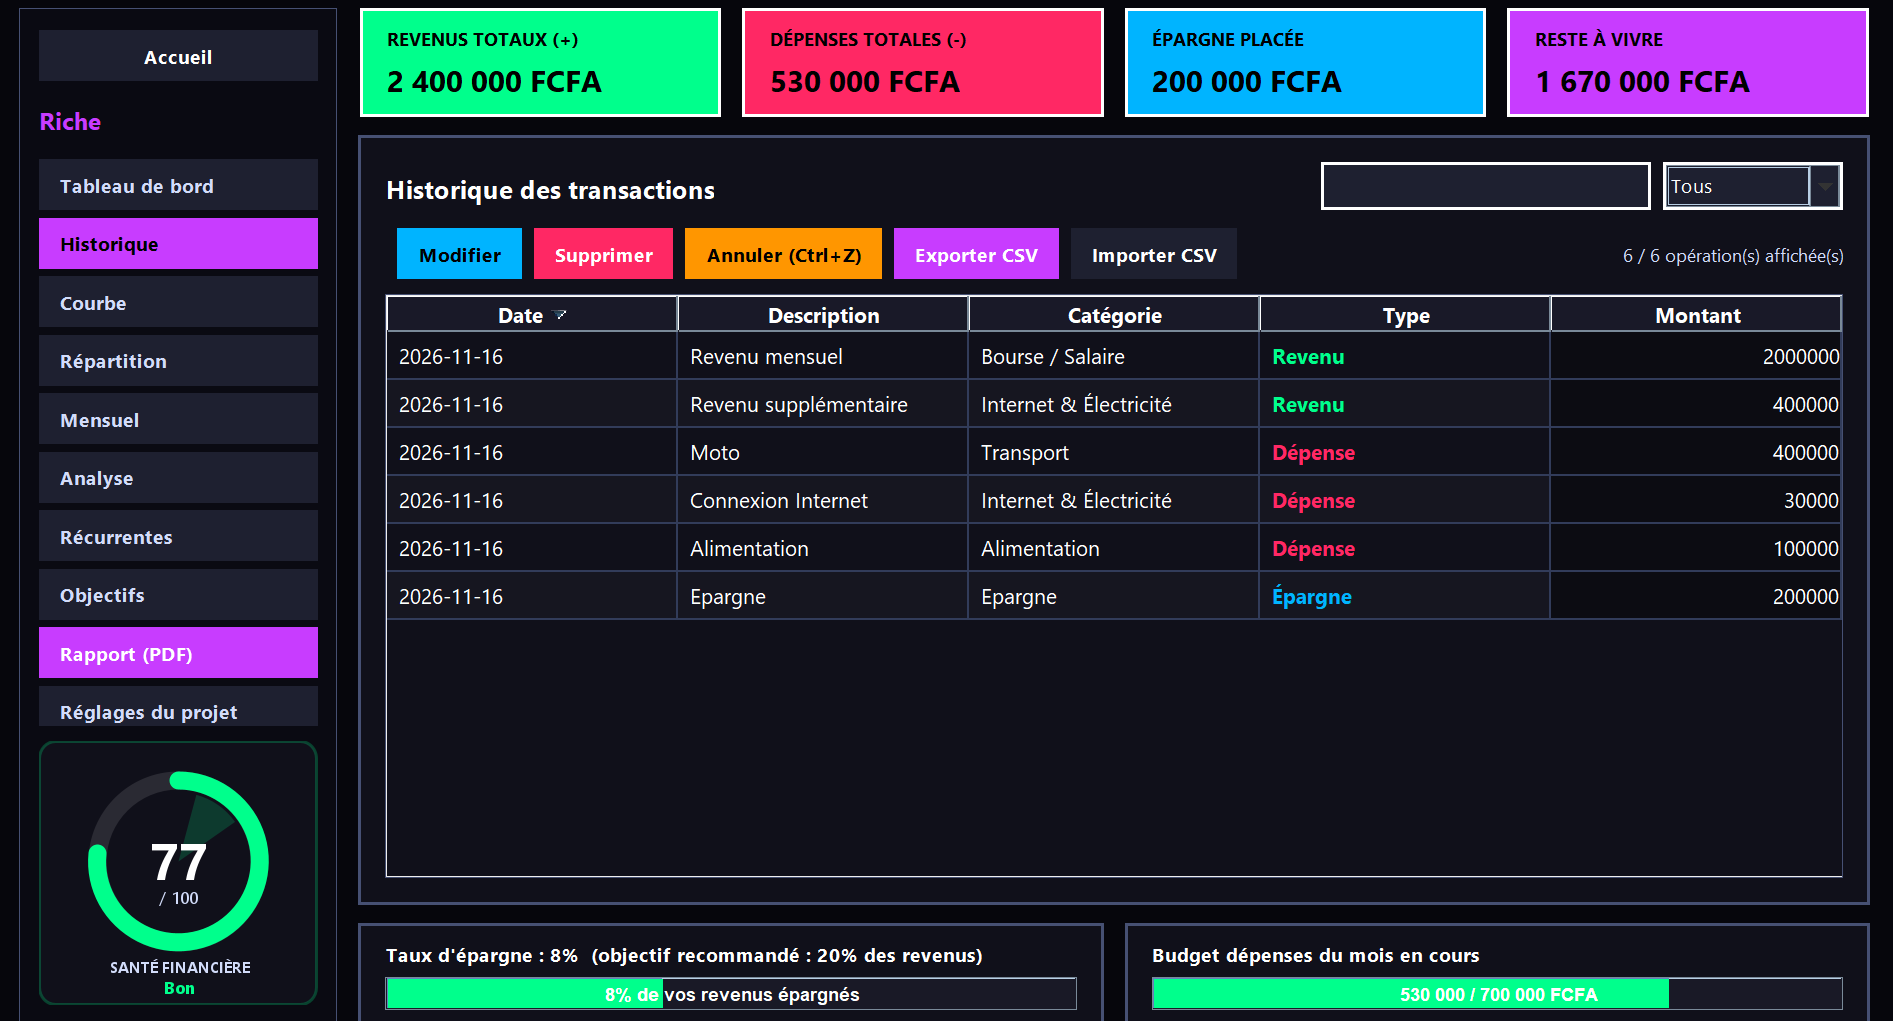 Accueil
Riche
Tableau de bord
Historique
Courbe
Répartition
Mensuel
Analyse
Récurrentes
Objectifs
Rapport (PDF)
Réglages du projet
77
/ 100
SANTÉ FINANCIÈRE
Bon
REVENUS TOTAUX (+)
2 400 000 FCFA
DÉPENSES TOTALES (-)
530 000 FCFA
ÉPARGNE PLACÉE
200 000 FCFA
RESTE À VIVRE
1 670 000 FCFA
Historique des transactions
Tous
Modifier Supprimer Annuler (Ctrl+Z) Exporter CSV Importer CSV
6 / 6 opération(s) affichée(s)
Date Description Catégorie Type Montant
2026-11-16 Revenu mensuel Bourse / Salaire Revenu 2000000
2026-11-16 Revenu supplémentaire Internet & Électricité Revenu 400000
2026-11-16 Moto Transport Dépense 400000
2026-11-16 Connexion Internet Internet & Électricité Dépense 30000
2026-11-16 Alimentation Alimentation Dépense 100000
2026-11-16 Epargne Epargne Épargne 200000
Taux d'épargne : 8% (objectif recommandé : 20% des revenus)
8% de vos revenus épargnés
Budget dépenses du mois en cours
530 000 / 700 000 FCFA